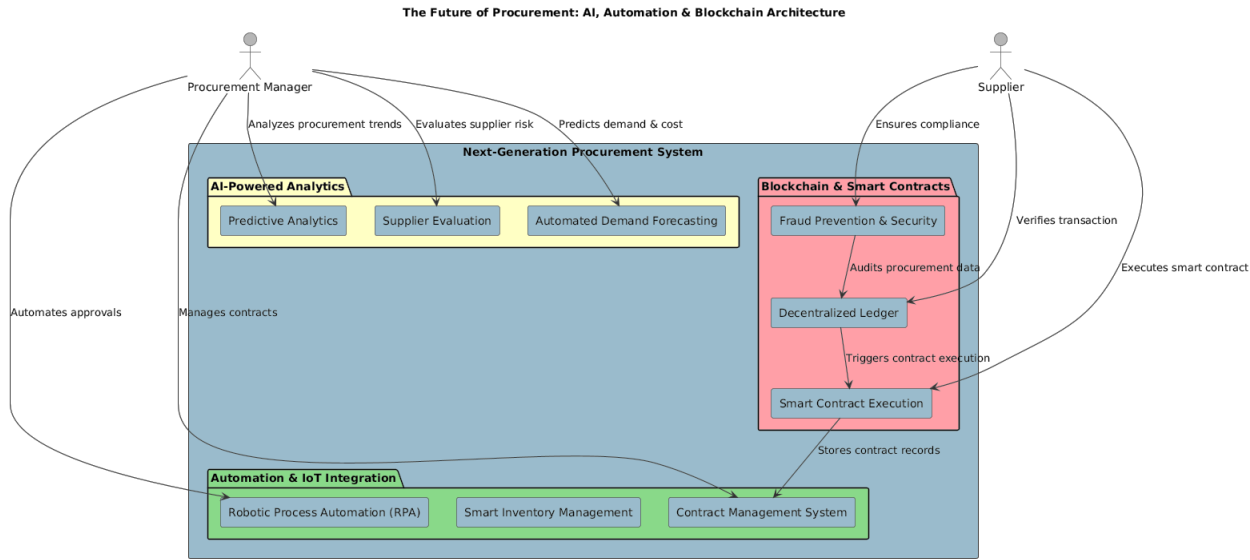 The Future of Procurement: AI, Automation & Blockchain Architecture
Procurement Manager
Supplier
Analyzes procurement trends
Evaluates supplier risk
Predicts demand & cost
Ensures compliance
Next-Generation Procurement System
AI-Powered Analytics
Blockchain & Smart Contracts
Predictive Analytics
Supplier Evaluation
Automated Demand Forecasting
Fraud Prevention & Security
Verifies transaction
Audits procurement data
Executes smart contract
Automates approvals
Manages contracts
Decentralized Ledger
Triggers contract execution
Smart Contract Execution
Stores contract records
Automation & IoT Integration
Robotic Process Automation (RPA)
Smart Inventory Management
Contract Management System